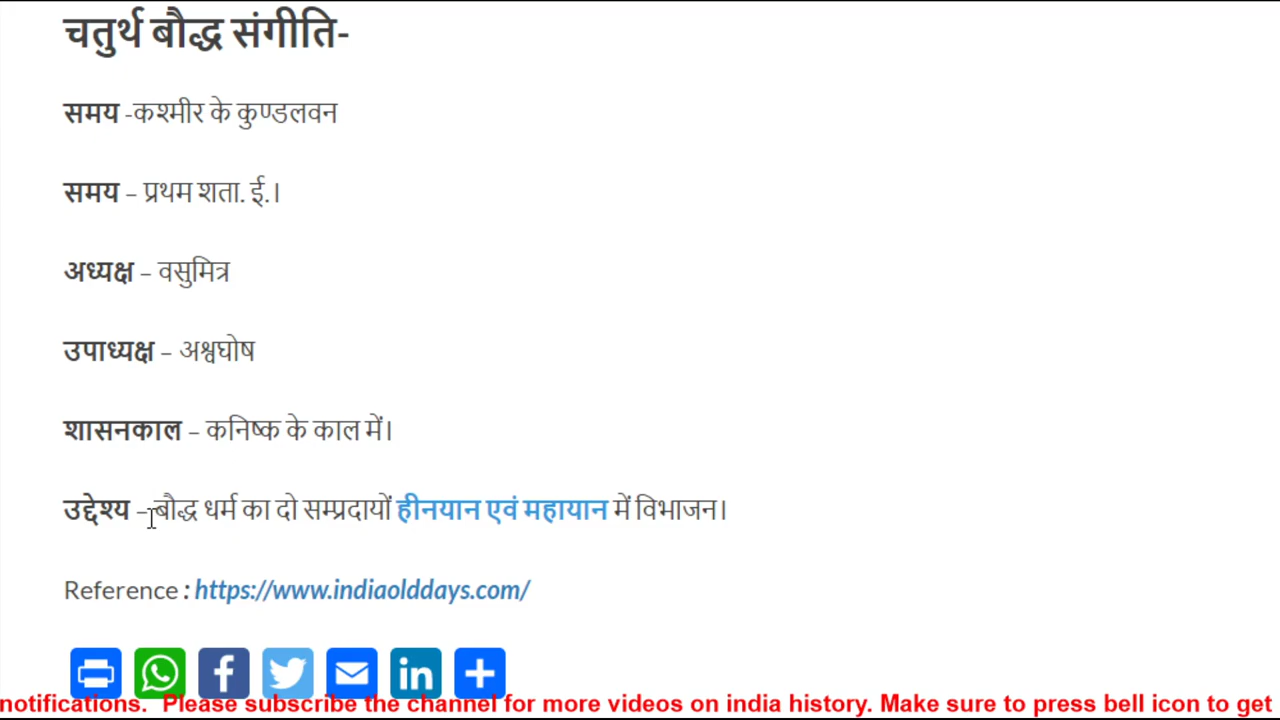 चतुर्थ बौद्ध संगीति-
समय -कश्मीर के कुण्डलवन
समय – प्रथम शता. ई.।
अध्यक्ष – वसुमित्र
उपाध्यक्ष – अश्वघोष
शासनकाल – कनिष्क के काल में।
उद्देश्य – बौद्ध धर्म का दो सम्प्रदायों हीनयान एवं महायान में विभाजन।
Reference : https://www.indiaolddays.com/
notifications. Please subscribe the channel for more videos on india history. Make sure to press bell icon to get